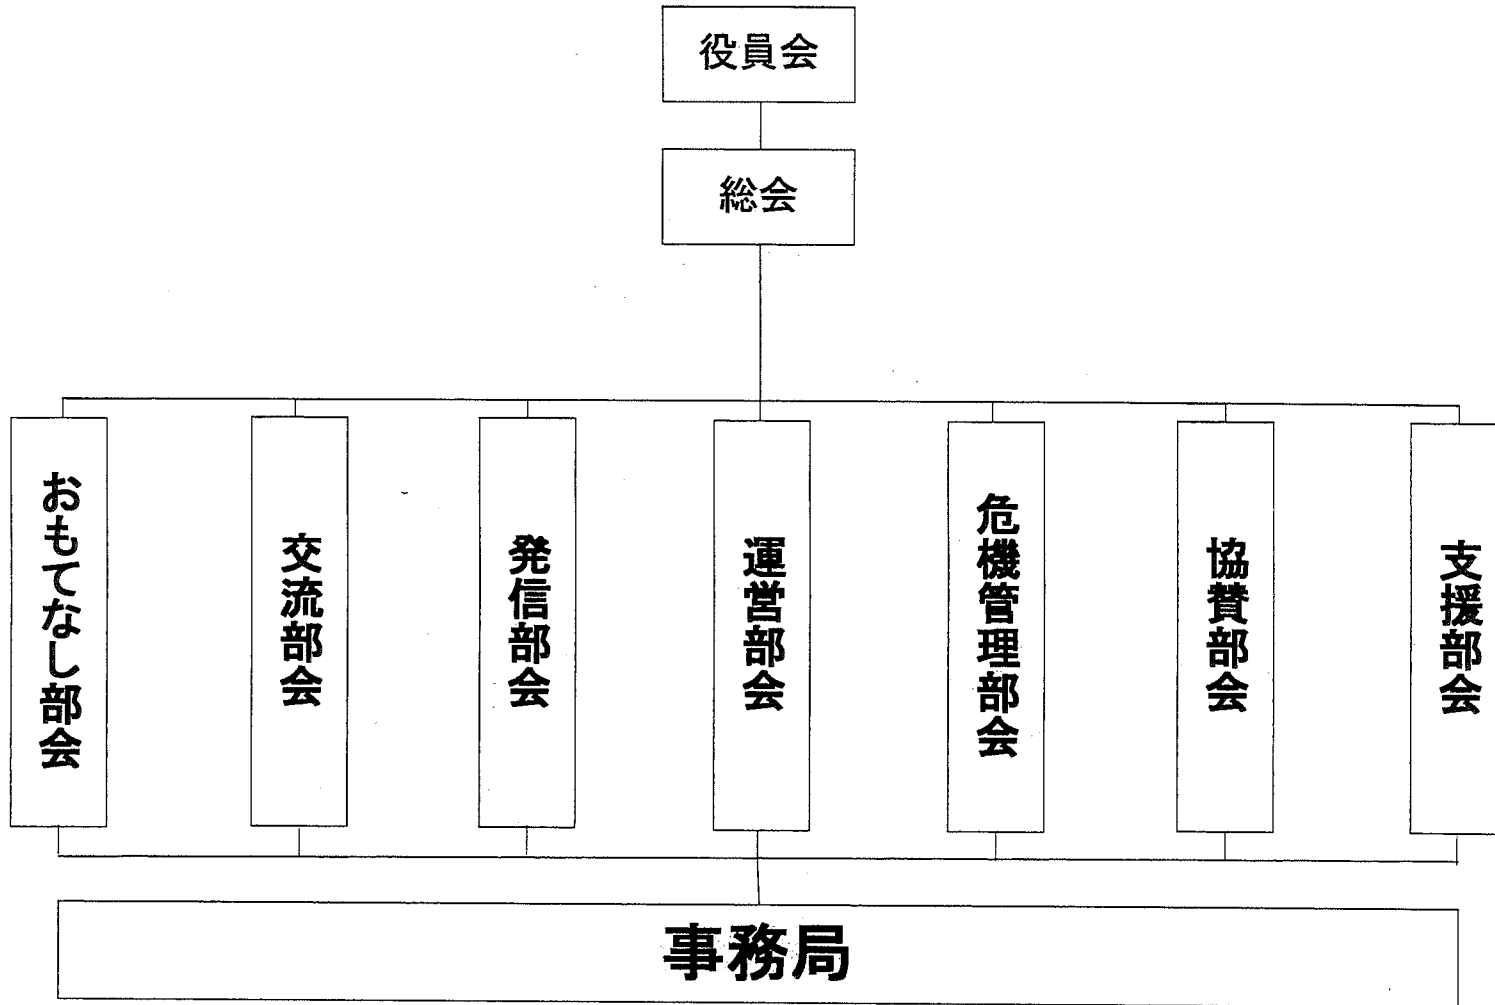 役員会
総会
おもてなし部会
交流部会
発信部会
運営部会
危機管理部会
協賛部会
支援部会
事務局